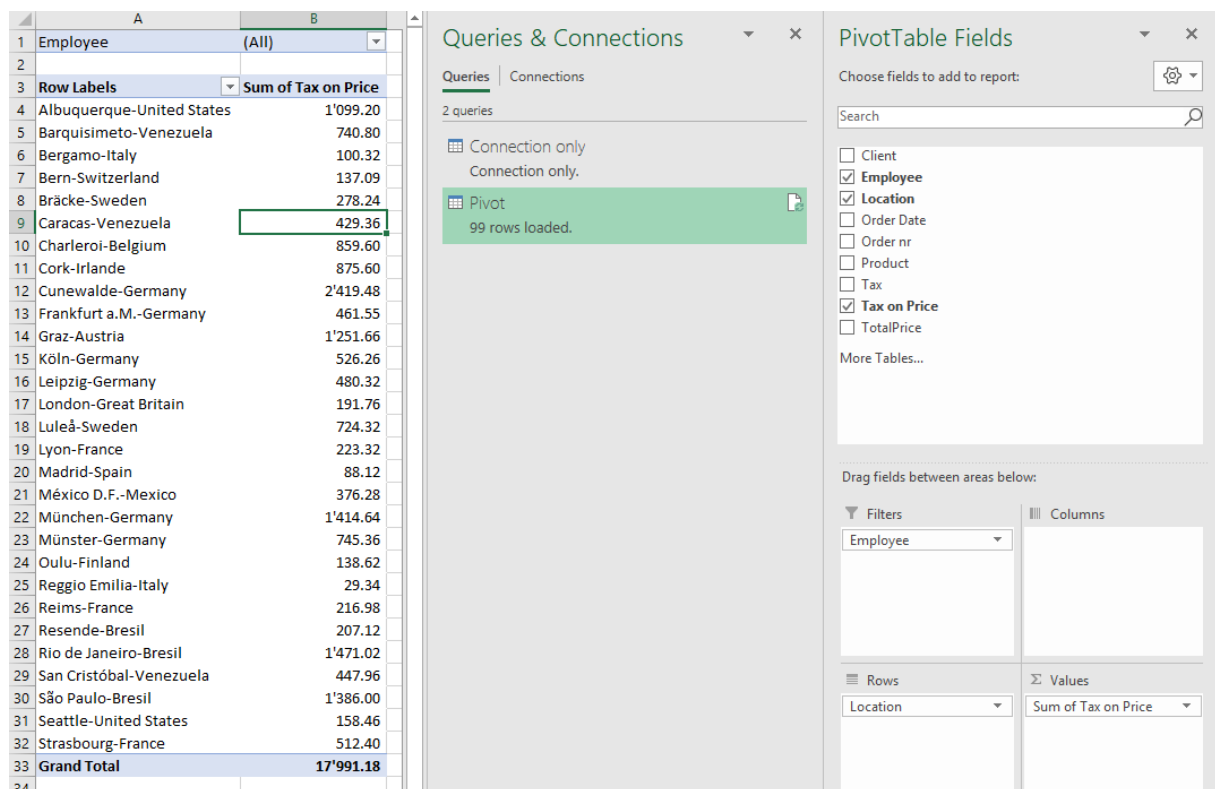 A B
1 Employee (All)
2
3 Row Labels Sum of Tax on Price
4 Albuquerque-United States 1'099.20
5 Barquisimeto-Venezuela 740.80
6 Bergamo-Italy 100.32
7 Bern-Switzerland 137.09
8 Bräcke-Sweden 278.24
9 Caracas-Venezuela 429.36
10 Charleroi-Belgium 859.60
11 Cork-Irlande 875.60
12 Cunewalde-Germany 2'419.48
13 Frankfurt a.M.-Germany 461.55
14 Graz-Austria 1'251.66
15 Köln-Germany 526.26
16 Leipzig-Germany 480.32
17 London-Great Britain 191.76
18 Luleå-Sweden 724.32
19 Lyon-France 223.32
20 Madrid-Spain 88.12
21 México D.F.-Mexico 376.28
22 München-Germany 1'414.64
23 Münster-Germany 745.36
24 Oulu-Finland 138.62
25 Reggio Emilia-Italy 29.34
26 Reims-France 216.98
27 Resende-Bresil 207.12
28 Rio de Janeiro-Bresil 1'471.02
29 San Cristóbal-Venezuela 447.96
30 São Paulo-Bresil 1'386.00
31 Seattle-United States 158.46
32 Strasbourg-France 512.40
33 Grand Total 17'991.18
34
Queries & Connections
Queries Connections
2 queries
Connection only
Connection only.
Pivot
99 rows loaded.
PivotTable Fields
Choose fields to add to report:
Search
Client
Employee
Location
Order Date
Order nr
Product
Tax
Tax on Price
TotalPrice
More Tables...
Drag fields between areas below:
Filters
Employee
Columns
Rows
Location
Σ Values
Sum of Tax on Price